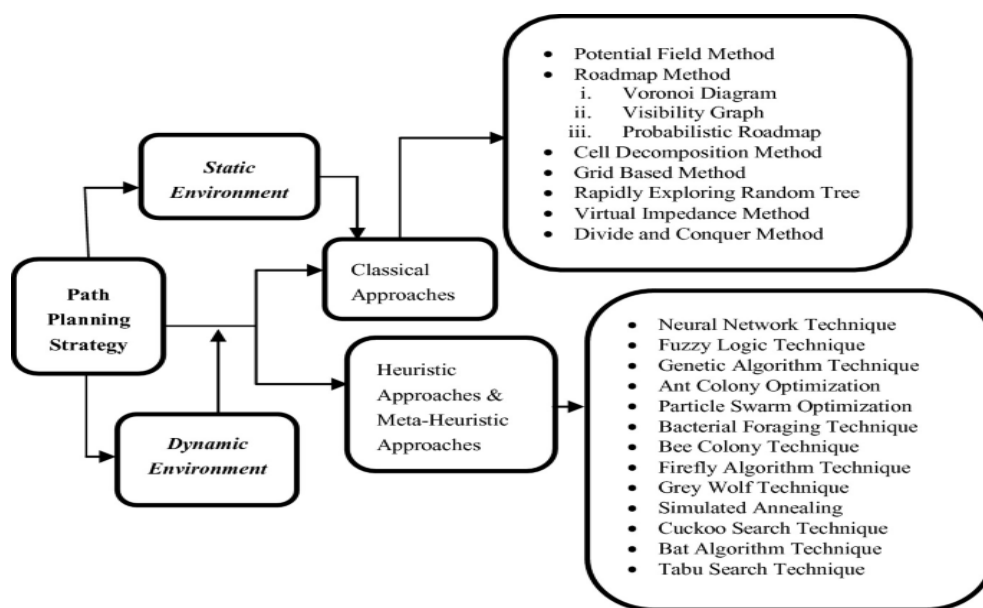 Path
Planning
Strategy
Static
Environment
Dynamic
Environment
Classical
Approaches
Heuristic
Approaches &
Meta-Heuristic
Approaches
• Potential Field Method
• Roadmap Method
i. Voronoi Diagram
ii. Visibility Graph
iii. Probabilistic Roadmap
• Cell Decomposition Method
• Grid Based Method
• Rapidly Exploring Random Tree
• Virtual Impedance Method
• Divide and Conquer Method
• Neural Network Technique
• Fuzzy Logic Technique
• Genetic Algorithm Technique
• Ant Colony Optimization
• Particle Swarm Optimization
• Bacterial Foraging Technique
• Bee Colony Technique
• Firefly Algorithm Technique
• Grey Wolf Technique
• Simulated Annealing
• Cuckoo Search Technique
• Bat Algorithm Technique
• Tabu Search Technique